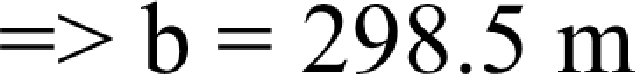 => b = 298.5 m